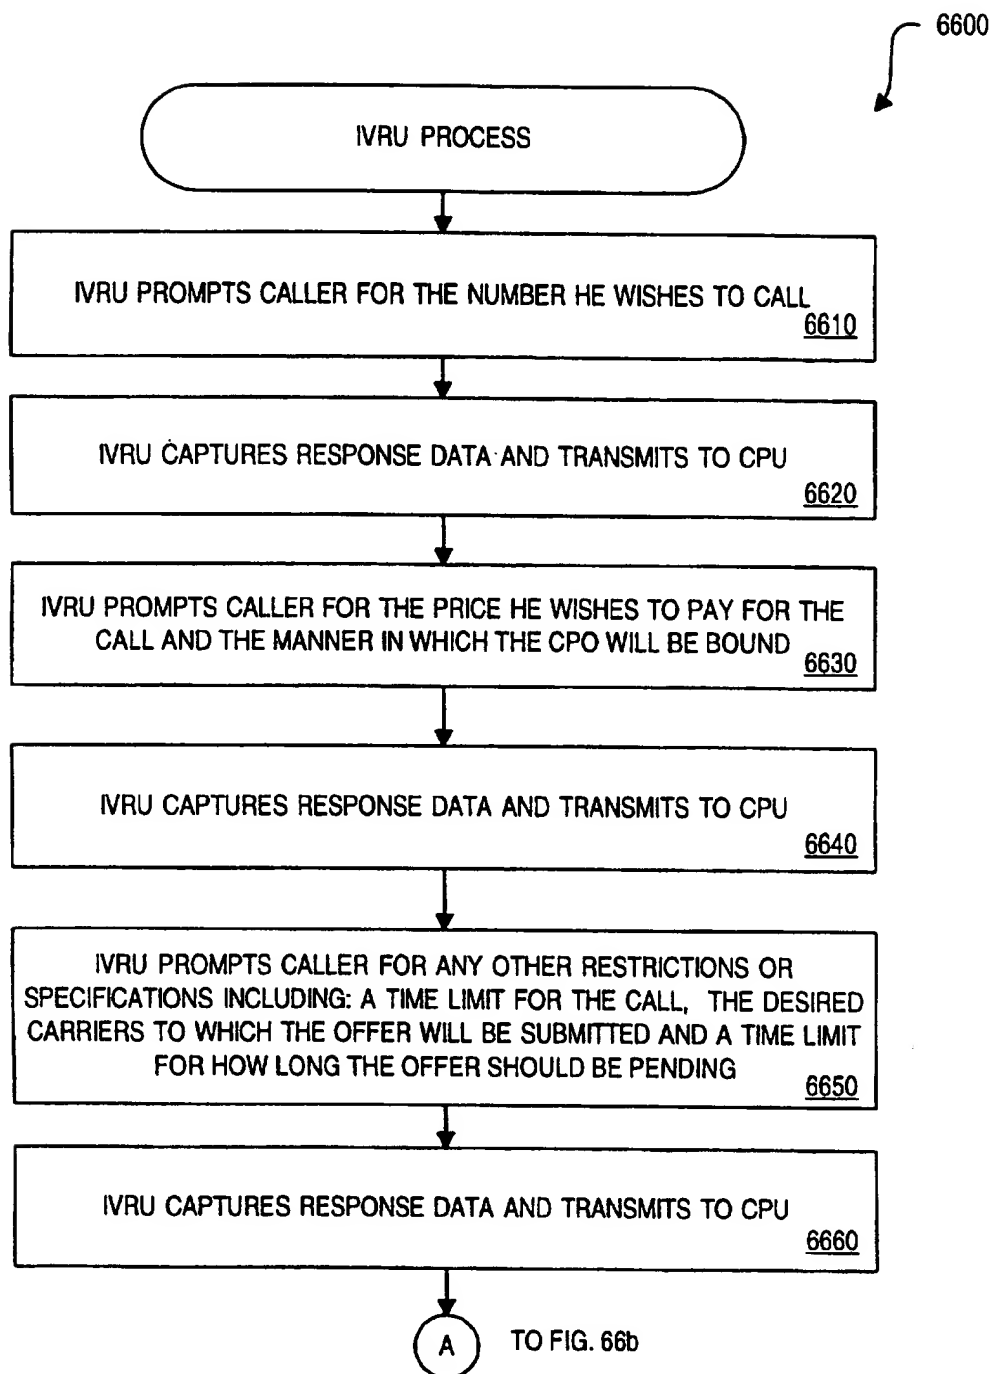 6600
IVRU PROCESS
IVRU PROMPTS CALLER FOR THE NUMBER HE WISHES TO CALL
6610
IVRU CAPTURES RESPONSE DATA AND TRANSMITS TO CPU
6620
IVRU PROMPTS CALLER FOR THE PRICE HE WISHES TO PAY FOR THE
CALL AND THE MANNER IN WHICH THE CPO WILL BE BOUND
6630
IVRU CAPTURES RESPONSE DATA AND TRANSMITS TO CPU
6640
IVRU PROMPTS CALLER FOR ANY OTHER RESTRICTIONS OR
SPECIFICATIONS INCLUDING: A TIME LIMIT FOR THE CALL, THE DESIRED
CARRIERS TO WHICH THE OFFER WILL BE SUBMITTED AND A TIME LIMIT
FOR HOW LONG THE OFFER SHOULD BE PENDING
6650
IVRU CAPTURES RESPONSE DATA AND TRANSMITS TO CPU
6660
A TO FIG. 66b